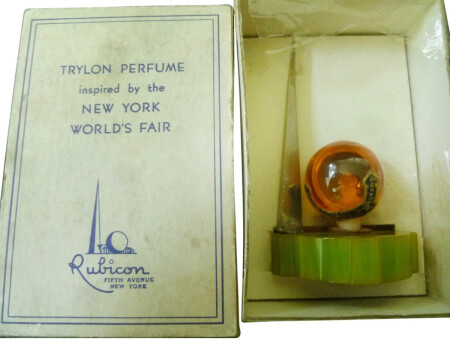 TRYLON PERFUME
inspired by the
NEW YORK
WORLD'S FAIR
Rubicon
FIFTH AVENUE
NEW YORK